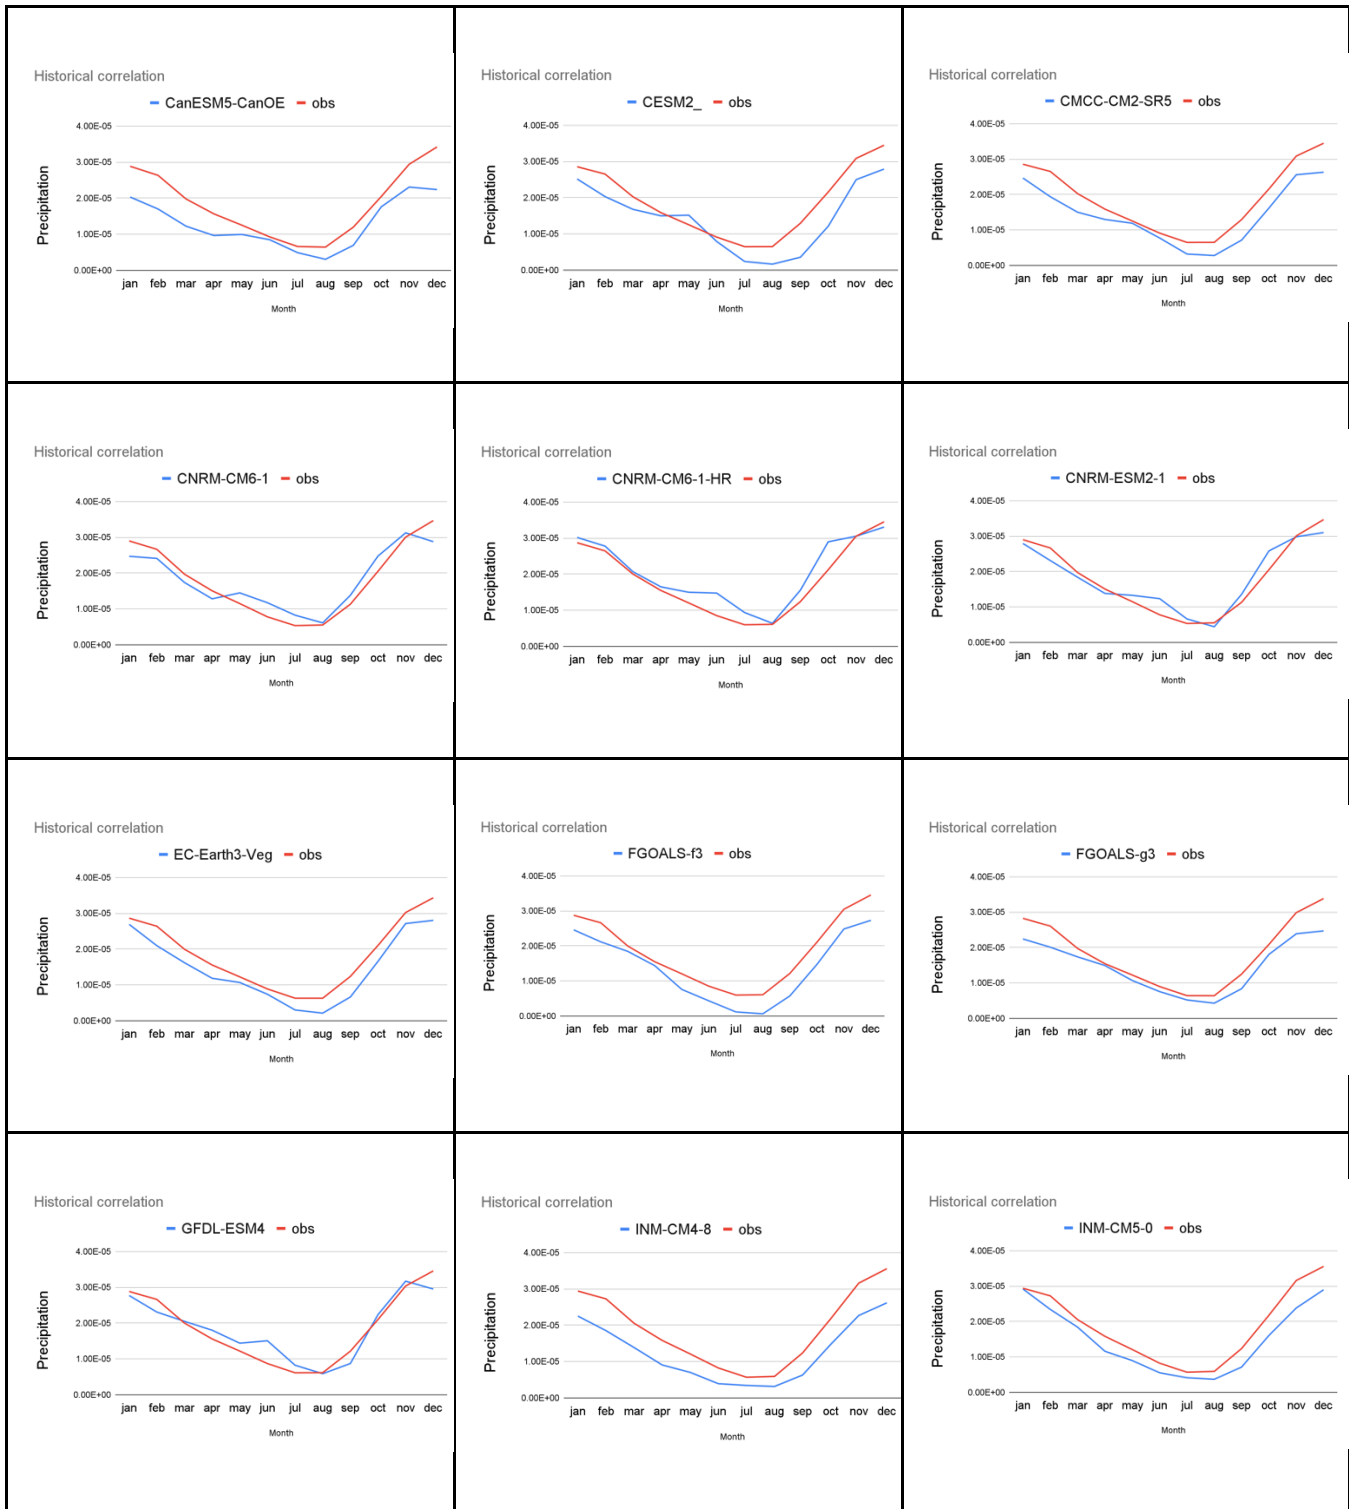 Historical correlation
CanESM5-CanOE obs
Precipitation
4.00E-05
3.00E-05
2.00E-05
1.00E-05
0.00E+00
jan feb mar apr may jun jul aug sep oct nov dec
Month
Historical correlation
CESM2_ obs
Precipitation
4.00E-05
3.00E-05
2.00E-05
1.00E-05
0.00E+00
jan feb mar apr may jun jul aug sep oct nov dec
Month
Historical correlation
CMCC-CM2-SR5 obs
Precipitation
4.00E-05
3.00E-05
2.00E-05
1.00E-05
0.00E+00
jan feb mar apr may jun jul aug sep oct nov dec
Month
Historical correlation
CNRM-CM6-1 obs
Precipitation
4.00E-05
3.00E-05
2.00E-05
1.00E-05
0.00E+00
jan feb mar apr may jun jul aug sep oct nov dec
Month
Historical correlation
CNRM-CM6-1-HR obs
Precipitation
4.00E-05
3.00E-05
2.00E-05
1.00E-05
0.00E+00
jan feb mar apr may jun jul aug sep oct nov dec
Month
Historical correlation
CNRM-ESM2-1 obs
Precipitation
4.00E-05
3.00E-05
2.00E-05
1.00E-05
0.00E+00
jan feb mar apr may jun jul aug sep oct nov dec
Month
Historical correlation
EC-Earth3-Veg obs
Precipitation
4.00E-05
3.00E-05
2.00E-05
1.00E-05
0.00E+00
jan feb mar apr may jun jul aug sep oct nov dec
Month
Historical correlation
FGOALS-f3 obs
Precipitation
4.00E-05
3.00E-05
2.00E-05
1.00E-05
0.00E+00
jan feb mar apr may jun jul aug sep oct nov dec
Month
Historical correlation
FGOALS-g3 obs
Precipitation
4.00E-05
3.00E-05
2.00E-05
1.00E-05
0.00E+00
jan feb mar apr may jun jul aug sep oct nov dec
Month
Historical correlation
GFDL-ESM4 obs
Precipitation
4.00E-05
3.00E-05
2.00E-05
1.00E-05
0.00E+00
jan feb mar apr may jun jul aug sep oct nov dec
Month
Historical correlation
INM-CM4-8 obs
Precipitation
4.00E-05
3.00E-05
2.00E-05
1.00E-05
0.00E+00
jan feb mar apr may jun jul aug sep oct nov dec
Month
Historical correlation
INM-CM5-0 obs
Precipitation
4.00E-05
3.00E-05
2.00E-05
1.00E-05
0.00E+00
jan feb mar apr may jun jul aug sep oct nov dec
Month